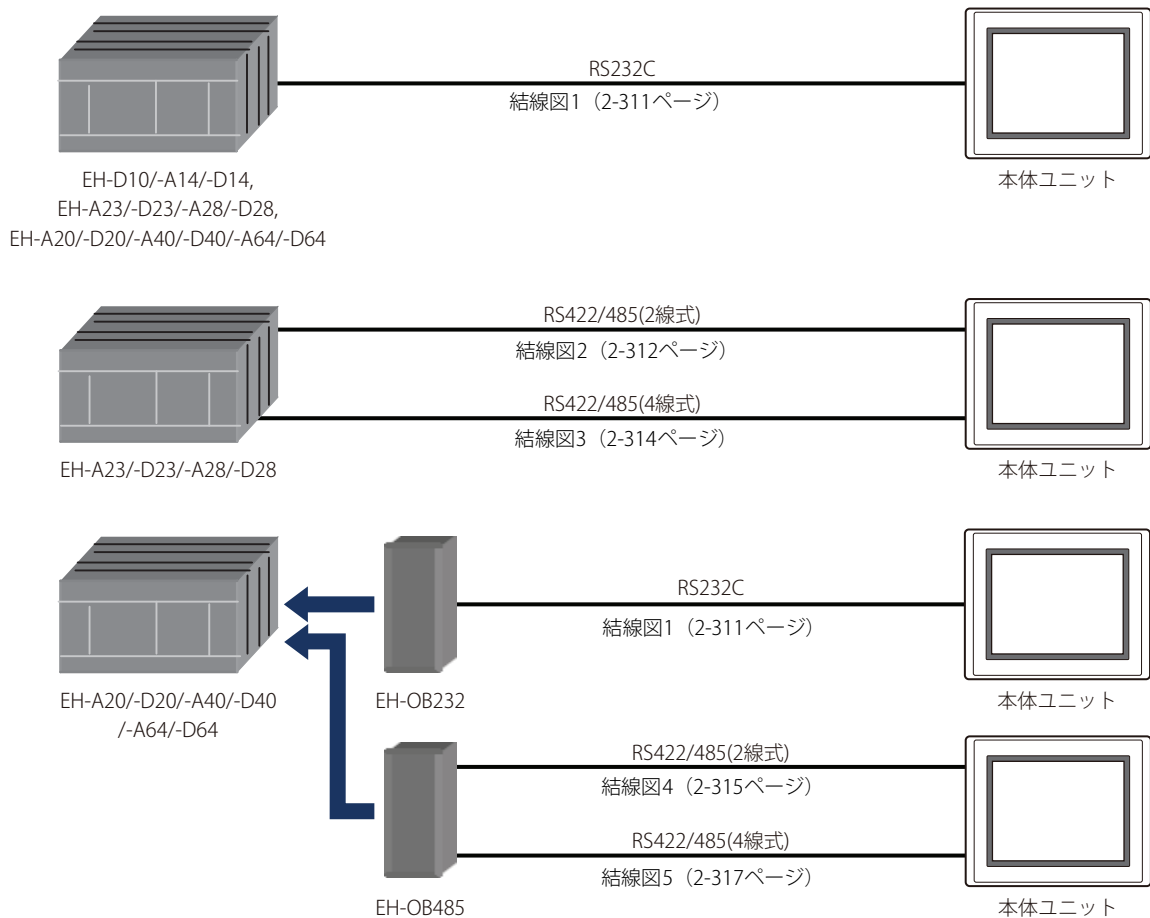 RS232C
結線図1（2-311ページ）
EH-D10/-A14/-D14,
EH-A23/-D23/-A28/-D28,
EH-A20/-D20/-A40/-D40/-A64/-D64
本体ユニット
RS422/485(2線式)
結線図2（2-312ページ）
RS422/485(4線式)
結線図3（2-314ページ）
EH-A23/-D23/-A28/-D28
本体ユニット
RS232C
結線図1（2-311ページ）
EH-A20/-D20/-A40/-D40
/-A64/-D64
EH-OB232
本体ユニット
RS422/485(2線式)
結線図4（2-315ページ）
RS422/485(4線式)
結線図5（2-317ページ）
EH-OB485
本体ユニット